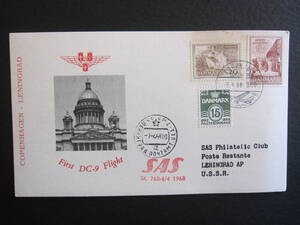 COPENHAGEN - LENINGRAD
First DC-9 Flight
SAS
SK 760-4/4 1968
DANMARK
15
SAS Philatelic Club
Poste Restante
LENINGRAD AP
U.S.S.R.